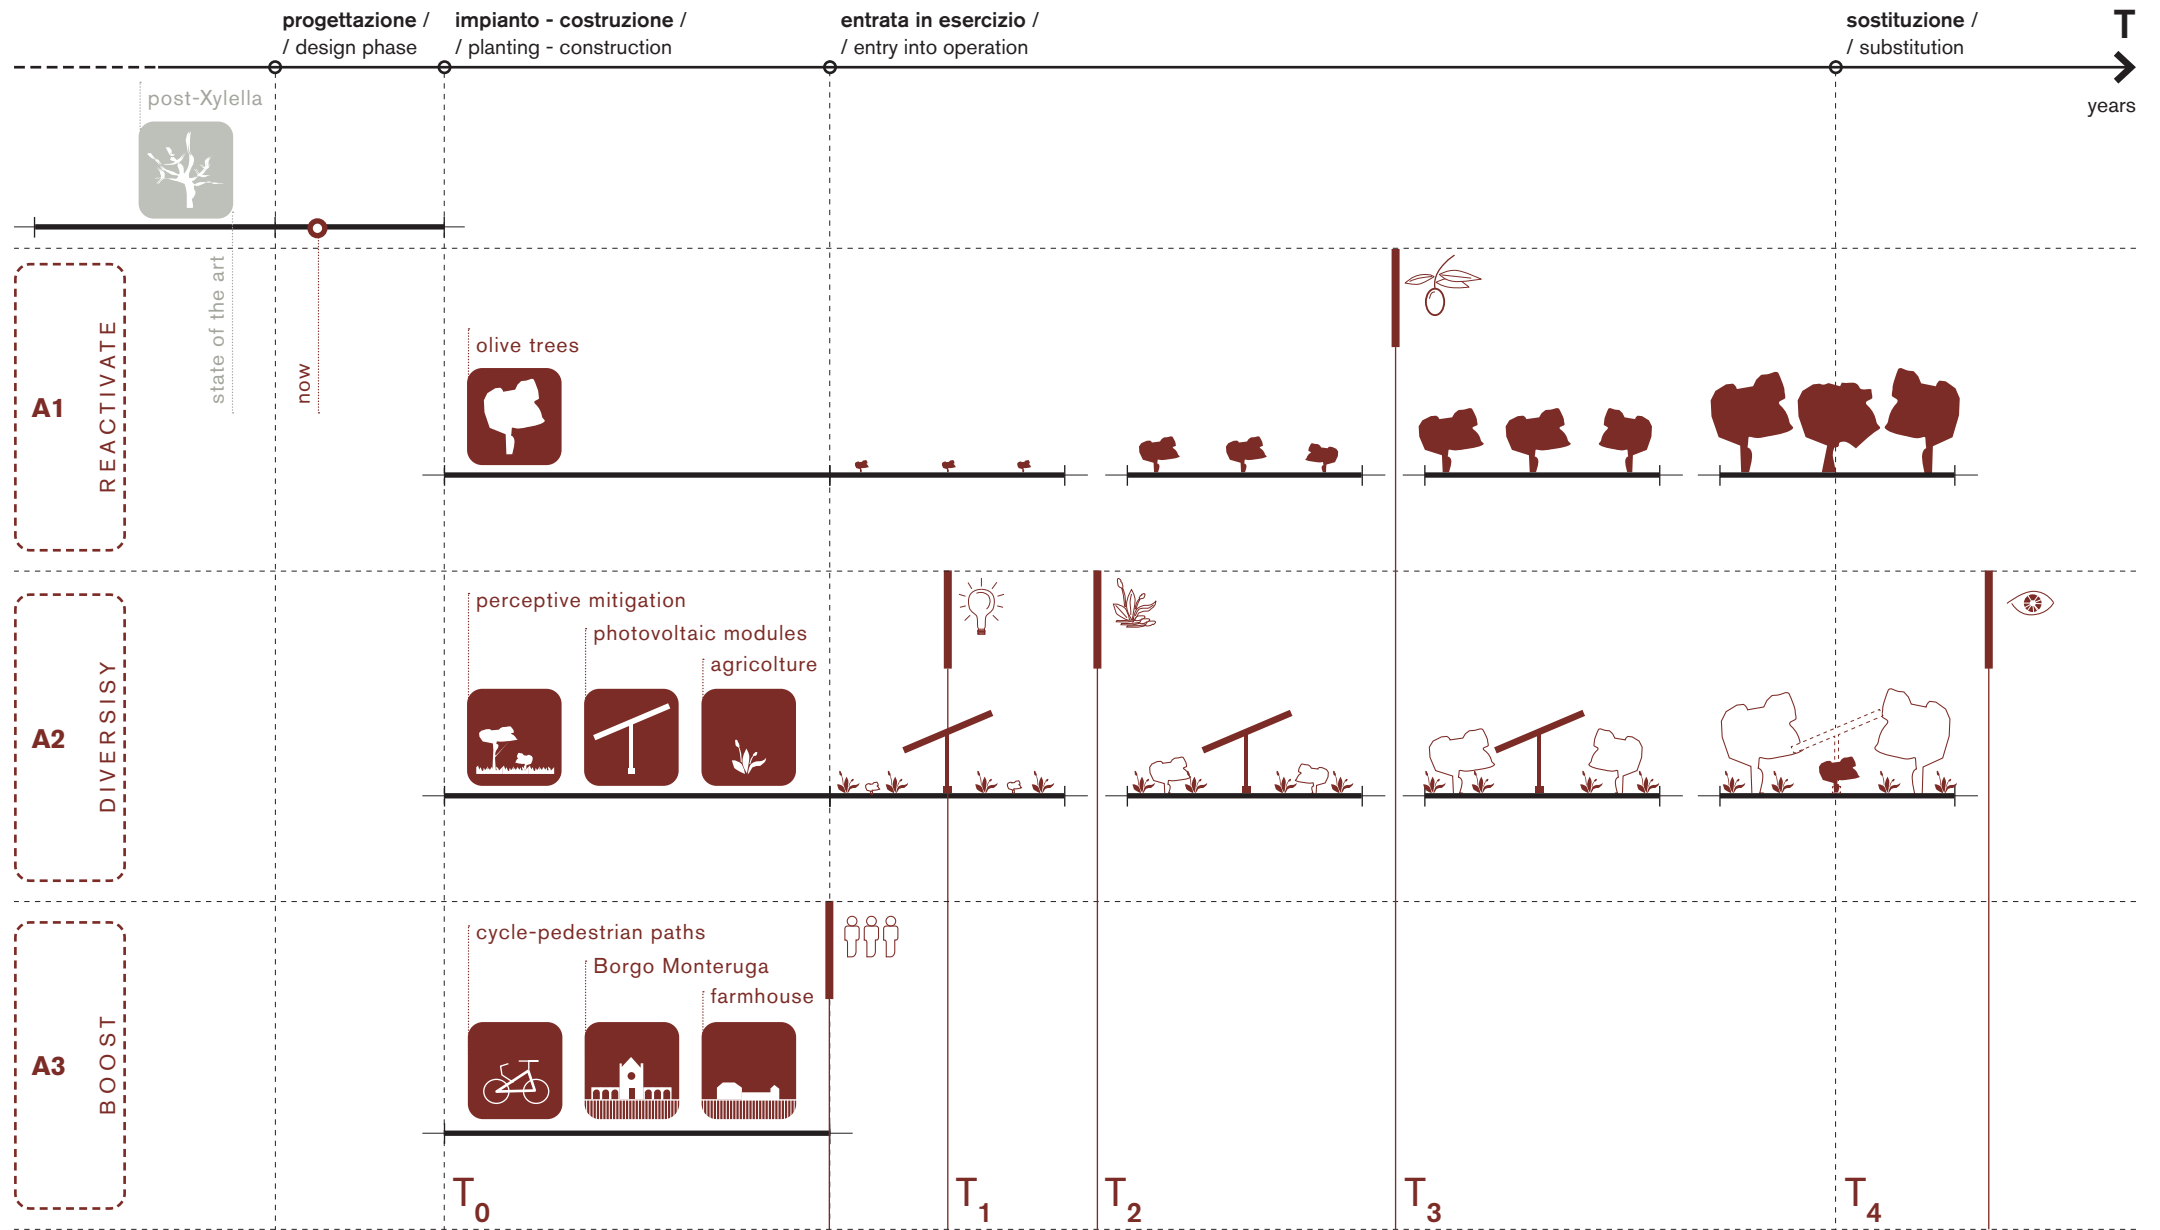 progettazione /
/ design phase
impianto - costruzione /
/ planting - construction
entrata in esercizio /
/ entry into operation
sostituzione /
/ substitution
T
years
post-Xylella
state of the art
now
A1
REACTIVATE
olive trees
A2
DIVERSISY
perceptive mitigation
photovoltaic modules
agricolture
A3
BOOST
cycle-pedestrian paths
Borgo Monteruga
farmhouse
T0
T1
T2
T3
T4